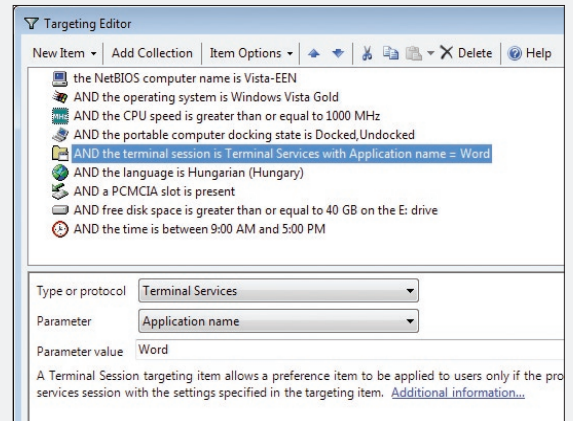 Targeting Editor
New Item Add Collection Item Options Delete Help
the NetBIOS computer name is Vista-EEN
AND the operating system is Windows Vista Gold
AND the CPU speed is greater than or equal to 1000 MHz
AND the portable computer docking state is Docked,Undocked
AND the terminal session is Terminal Services with Application name = Word
AND the language is Hungarian (Hungary)
AND a PCMCIA slot is present
AND free disk space is greater than or equal to 40 GB on the E: drive
AND the time is between 9:00 AM and 5:00 PM
Type or protocol Terminal Services
Parameter Application name
Parameter value Word
A Terminal Session targeting item allows a preference item to be applied to users only if the pro
services session with the settings specified in the targeting item. Additional information...